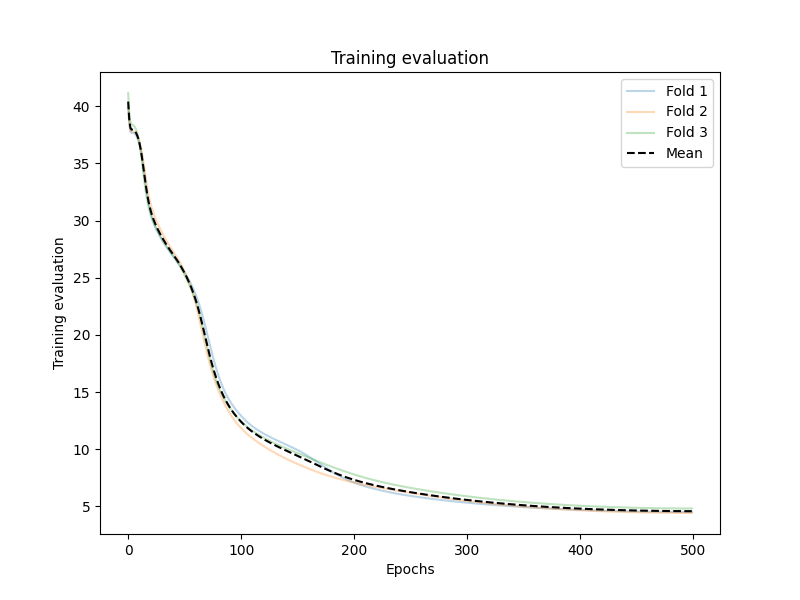 Training evaluation
Fold 1
Fold 2
Fold 3
Mean
Training evaluation
40
35
30
25
20
15
10
5
0 100 200 300 400 500
Epochs